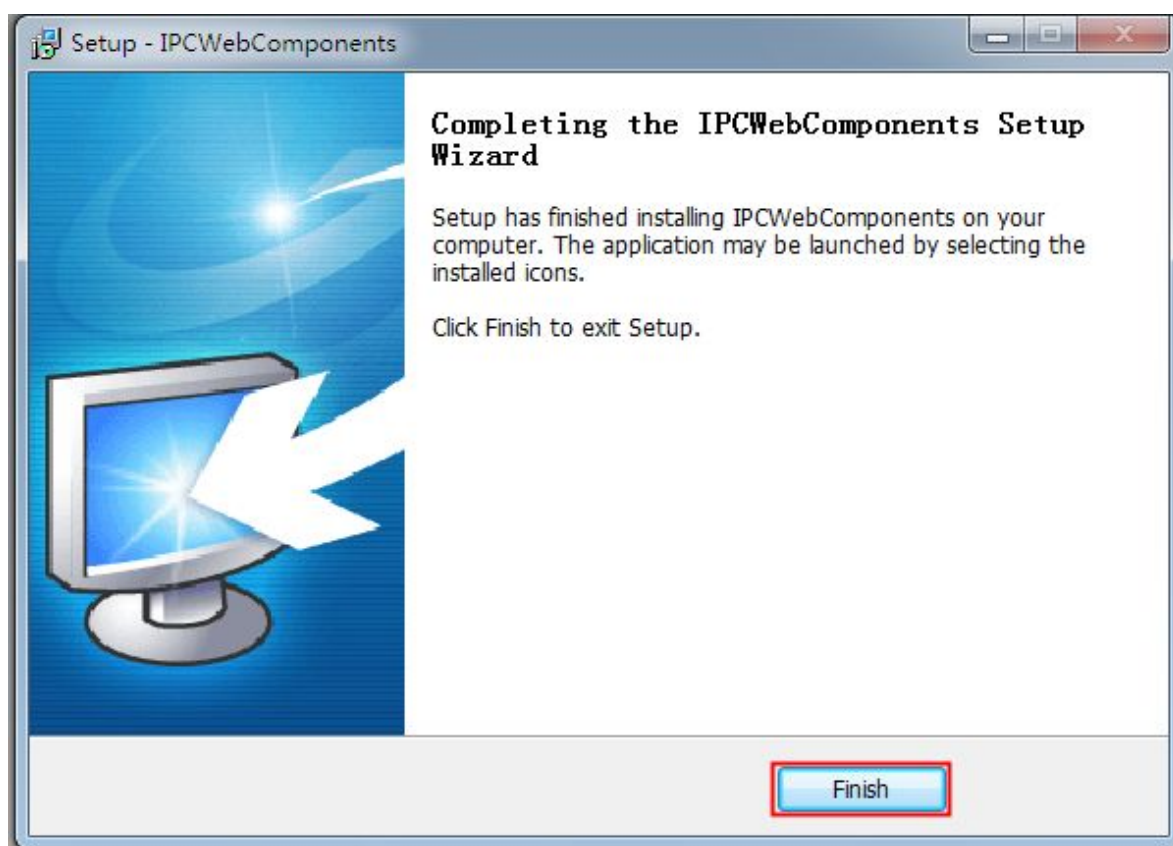 Setup - IPCWebComponents
Completing the IPCWebComponents Setup
Wizard
Setup has finished installing IPCWebComponents on your
computer. The application may be launched by selecting the
installed icons.
Click Finish to exit Setup.
Finish